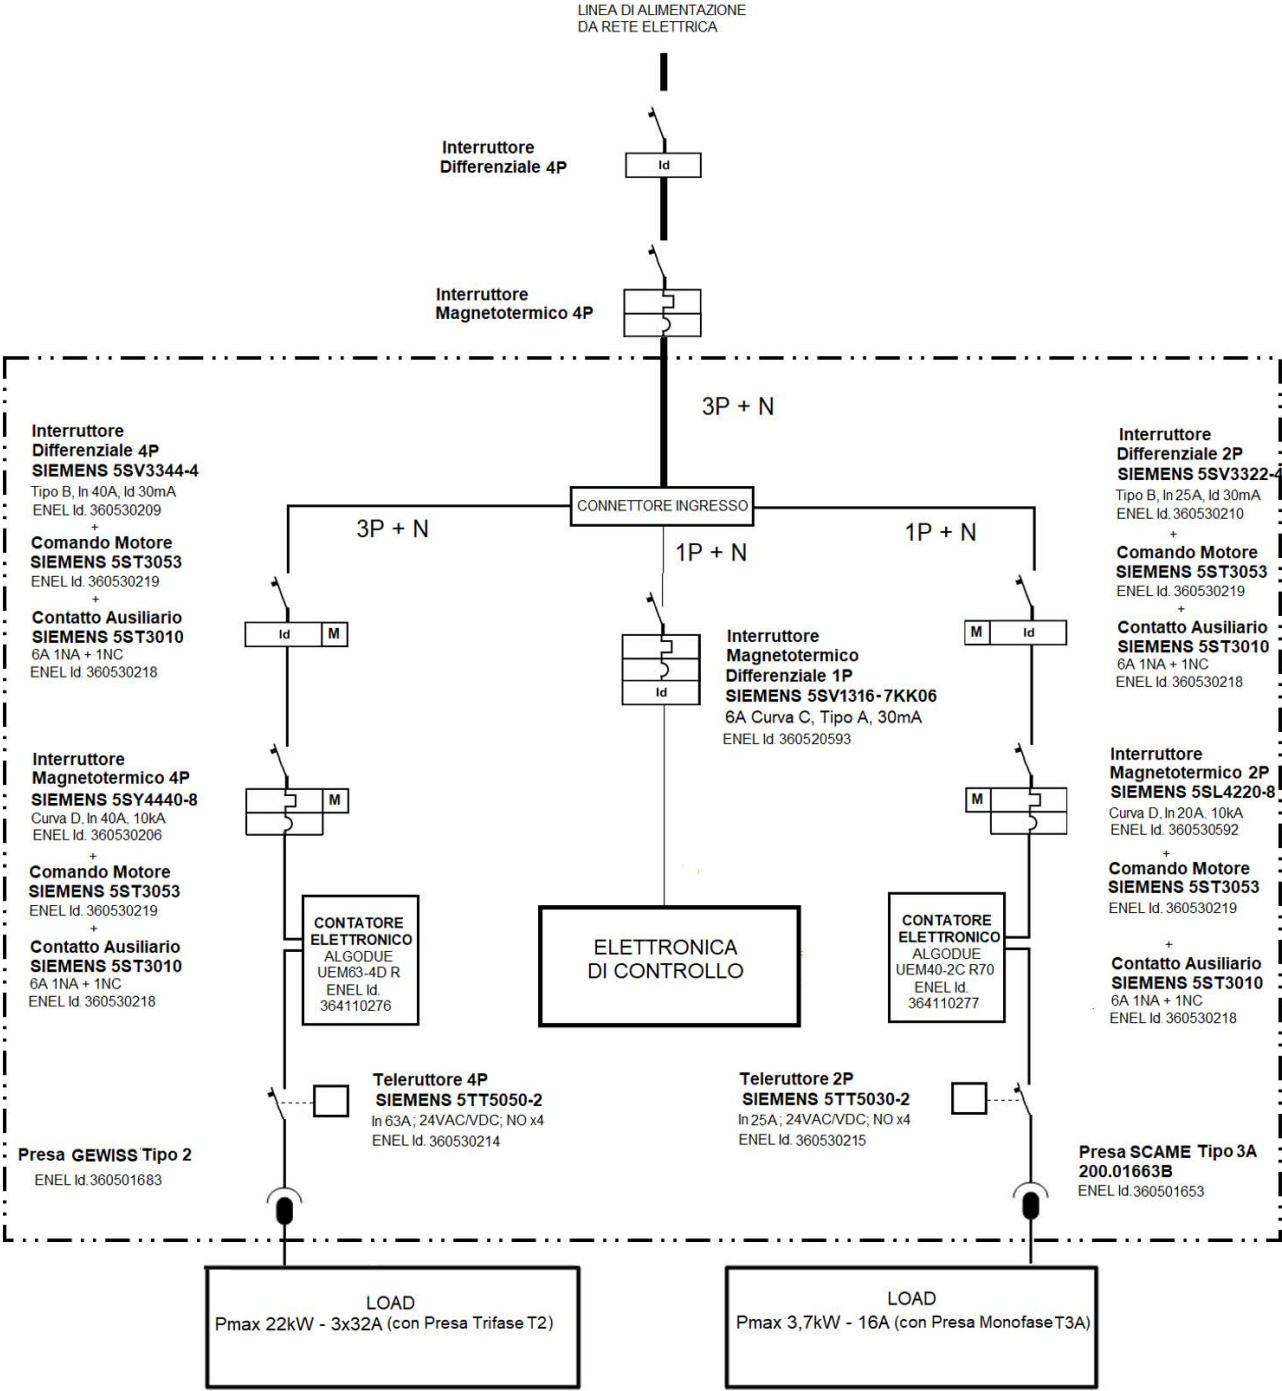 LINEA DI ALIMENTAZIONE
DA RETE ELETTRICA
Interruttore
Differenziale 4P
Id
Interruttore
Magnetotermico 4P
3P + N
CONNETTORE INGRESSO
3P + N
1P + N
1P + N
Interruttore
Differenziale 4P
SIEMENS 5SV3344-4
Tipo B, In 40A, Id 30mA
ENEL Id. 360530209
+
Comando Motore
SIEMENS 5ST3053
ENEL Id. 360530219
+
Contatto Ausiliario
SIEMENS 5ST3010
6A 1NA + 1NC
ENEL Id. 360530218
Id
M
Interruttore
Magnetotermico 4P
SIEMENS 5SY4440-8
Curva D, In 40A, 10kA
ENEL Id. 360530206
+
Comando Motore
SIEMENS 5ST3053
ENEL Id. 360530219
+
Contatto Ausiliario
SIEMENS 5ST3010
6A 1NA + 1NC
ENEL Id. 360530218
M
CONTATORE
ELETTRONICO
ALGODUE
UEM63-4D R
ENEL Id.
364110276
Teleruttore 4P
SIEMENS 5TT5050-2
In 63A; 24VAC/VDC; NO x4
ENEL Id. 360530214
Presa GEWISS Tipo 2
ENEL Id. 360501683
Interruttore
Magnetotermico
Differenziale 1P
SIEMENS 5SV1316-7KK06
6A Curva C, Tipo A, 30mA
ENEL Id. 360520593
Id
ELETTRONICA
DI CONTROLLO
Interruttore
Differenziale 2P
SIEMENS 5SV3322-4
Tipo B, In 25A, Id 30mA
ENEL Id. 360530210
+
Comando Motore
SIEMENS 5ST3053
ENEL Id. 360530219
+
Contatto Ausiliario
SIEMENS 5ST3010
6A 1NA + 1NC
ENEL Id. 360530218
M
Id
Interruttore
Magnetotermico 2P
SIEMENS 5SL4220-8
Curva D, In 20A, 10kA
ENEL Id. 360530592
+
Comando Motore
SIEMENS 5ST3053
ENEL Id. 360530219
+
Contatto Ausiliario
SIEMENS 5ST3010
6A 1NA + 1NC
ENEL Id. 360530218
M
CONTATORE
ELETTRONICO
ALGODUE
UEM40-2C R70
ENEL Id.
364110277
Teleruttore 2P
SIEMENS 5TT5030-2
In 25A; 24VAC/VDC; NO x4
ENEL Id. 360530215
Presa SCAME Tipo 3A
200.01663B
ENEL Id. 360501653
LOAD
Pmax 22kW - 3x32A (con Presa Trifase T2)
LOAD
Pmax 3,7kW - 16A (con Presa Monofase T3A)